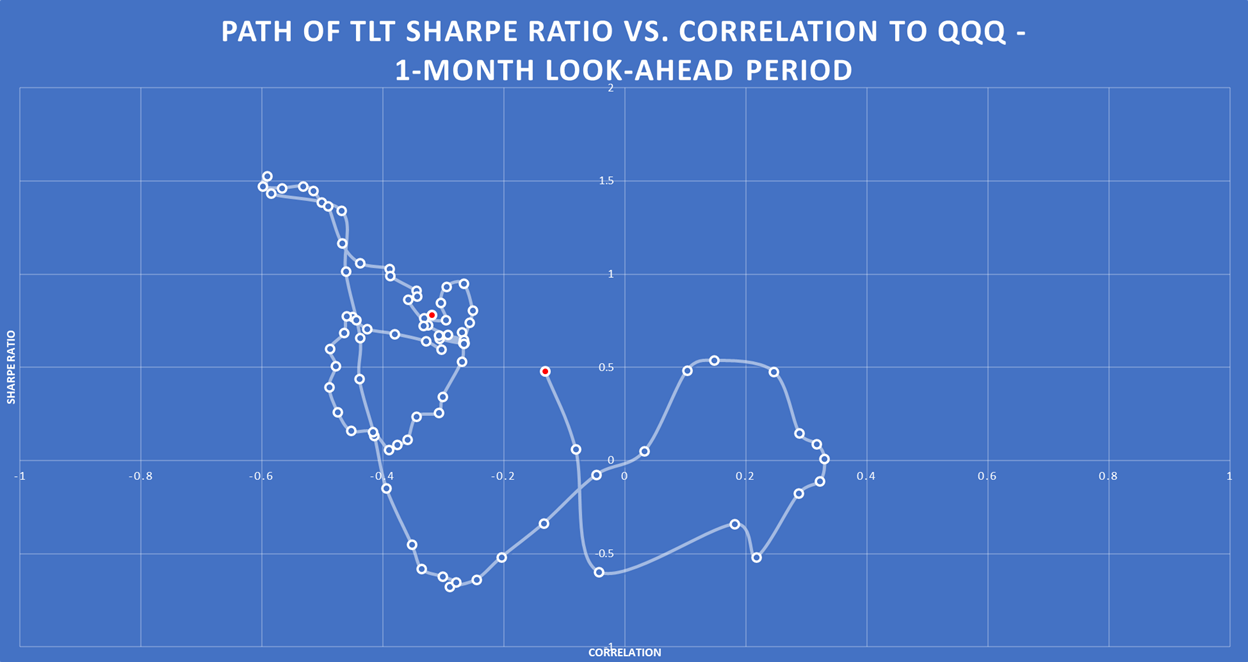 PATH OF TLT SHARPE RATIO VS. CORRELATION TO QQQ -
1-MONTH LOOK-AHEAD PERIOD
2
1.5
1
0.5
0
-1 -0.8 -0.6 -0.4 -0.2 0 0.2 0.4 0.6 0.8 1
-0.5
-1
SHARPE RATIO
CORRELATION